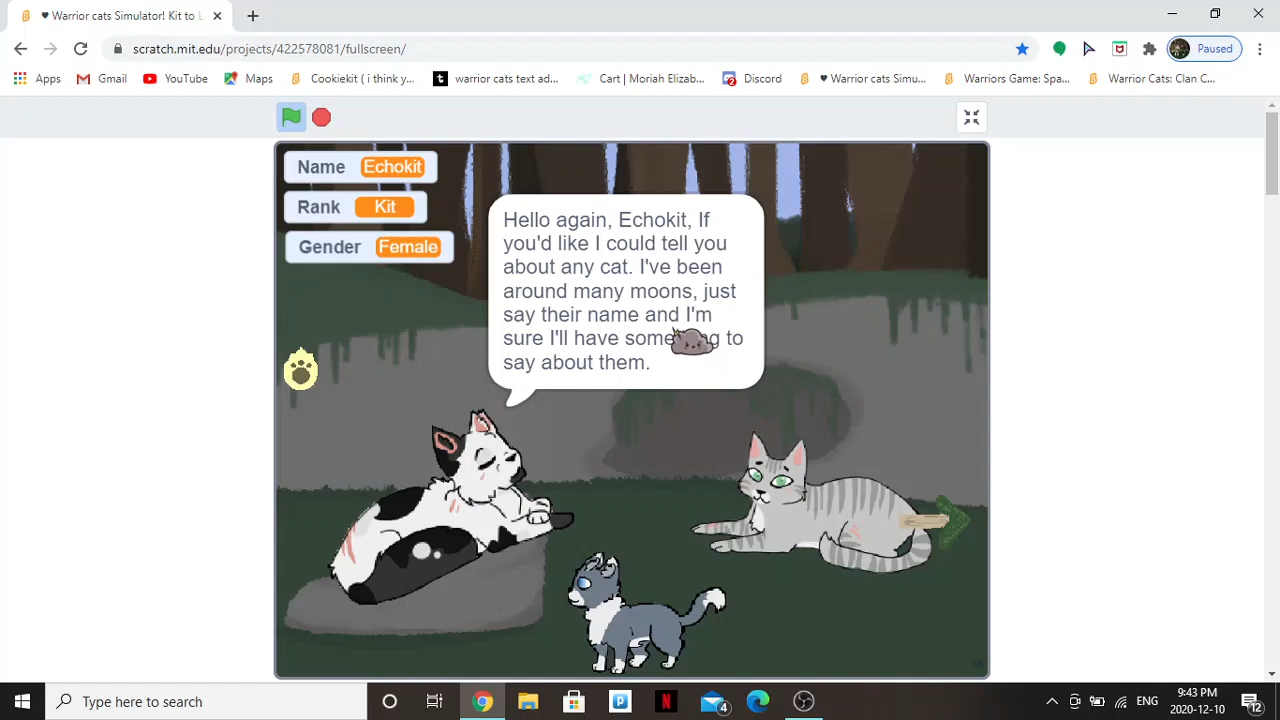 ♥ Warrior cats Simulator! Kit to L
scratch.mit.edu/projects/422578081/fullscreen/
Paused
Apps
Gmail
YouTube
Maps
Cookiekit ( i think y...
warrior cats text ad...
Cart | Moriah Elizab...
Discord
♥ Warrior cats Simu...
Warriors Game: Spa...
Warrior Cats: Clan C...
Name Echokit
Rank Kit
Gender Female
Hello again, Echokit, If
you'd like I could tell you
about any cat. I've been
around many moons, just
say their name and I'm
sure I'll have to
say about them.
Type here to search
4
ENG
9:43 PM
2020-12-10
12